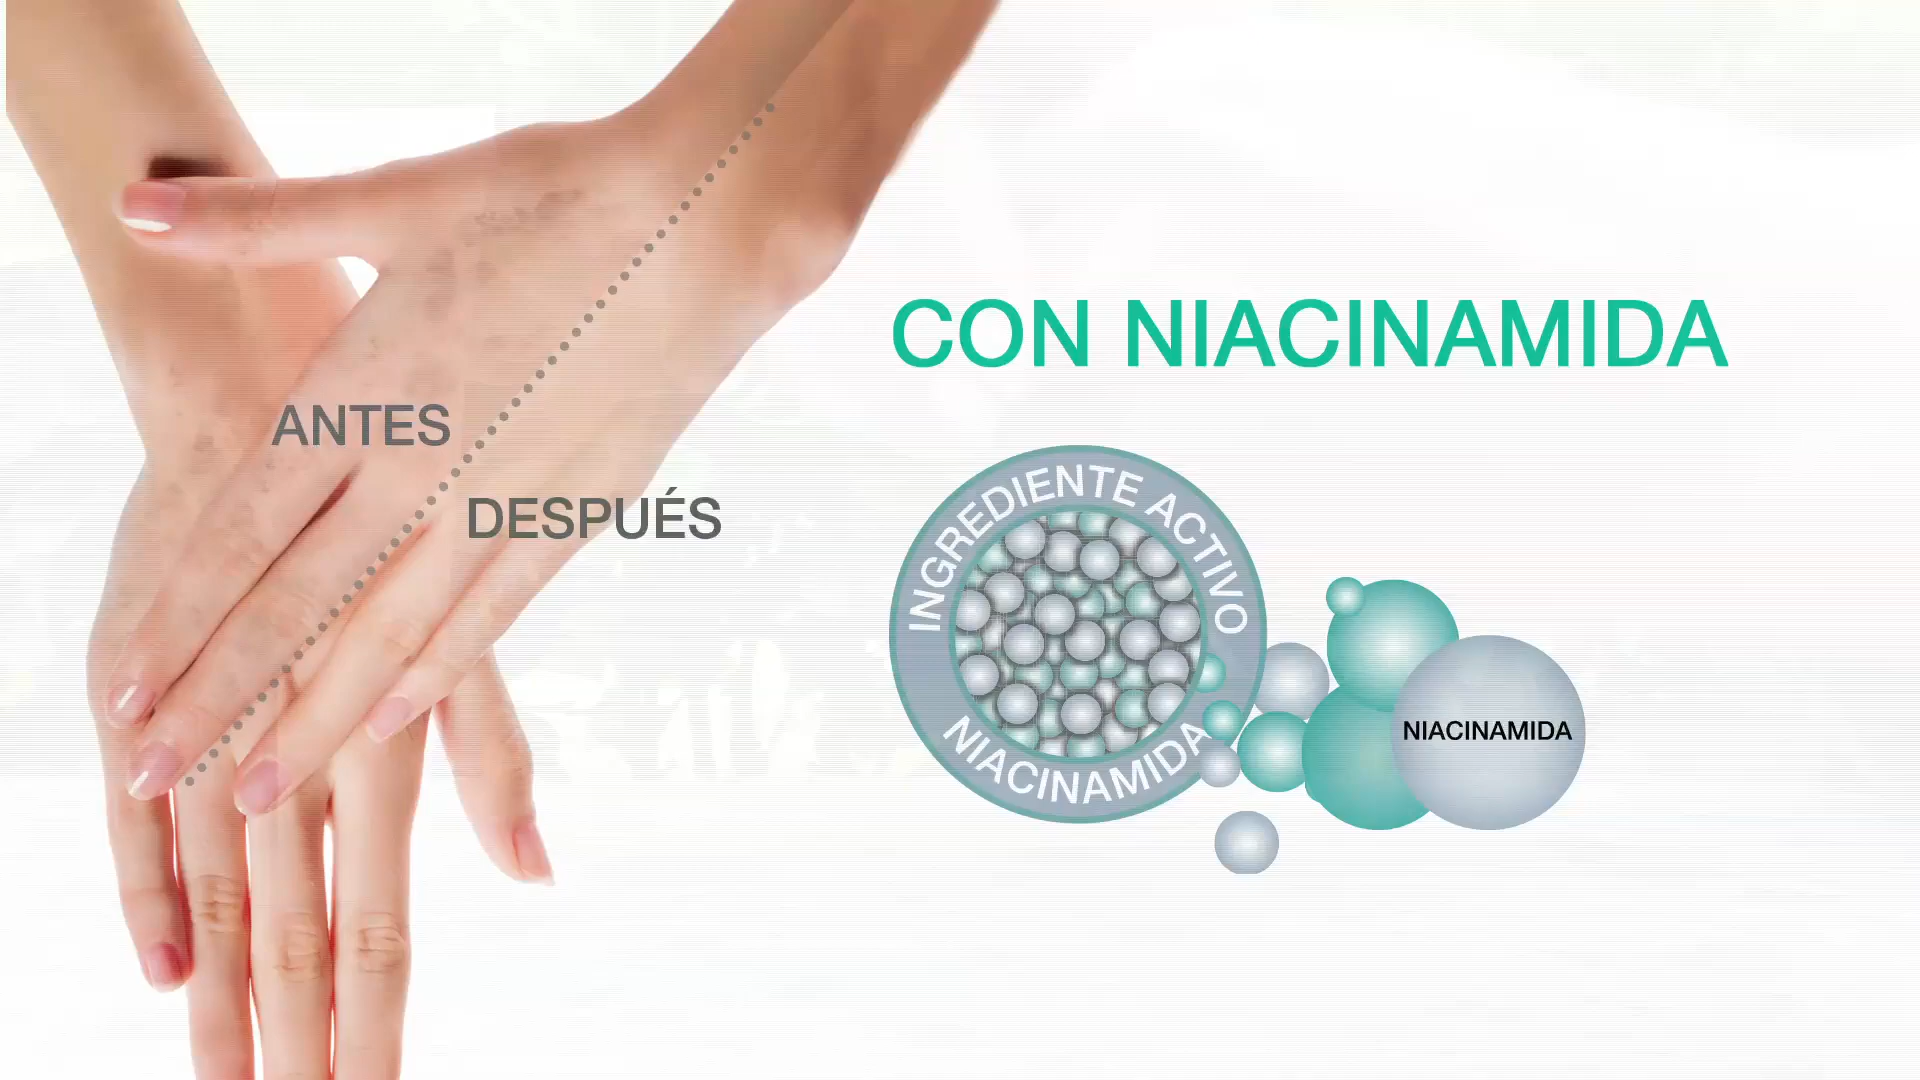 CON NIACINAMIDA
ANTES
DESPUÉS
INGREDIENTE ACTIVO
NIACINAMIDA
NIACINAMIDA